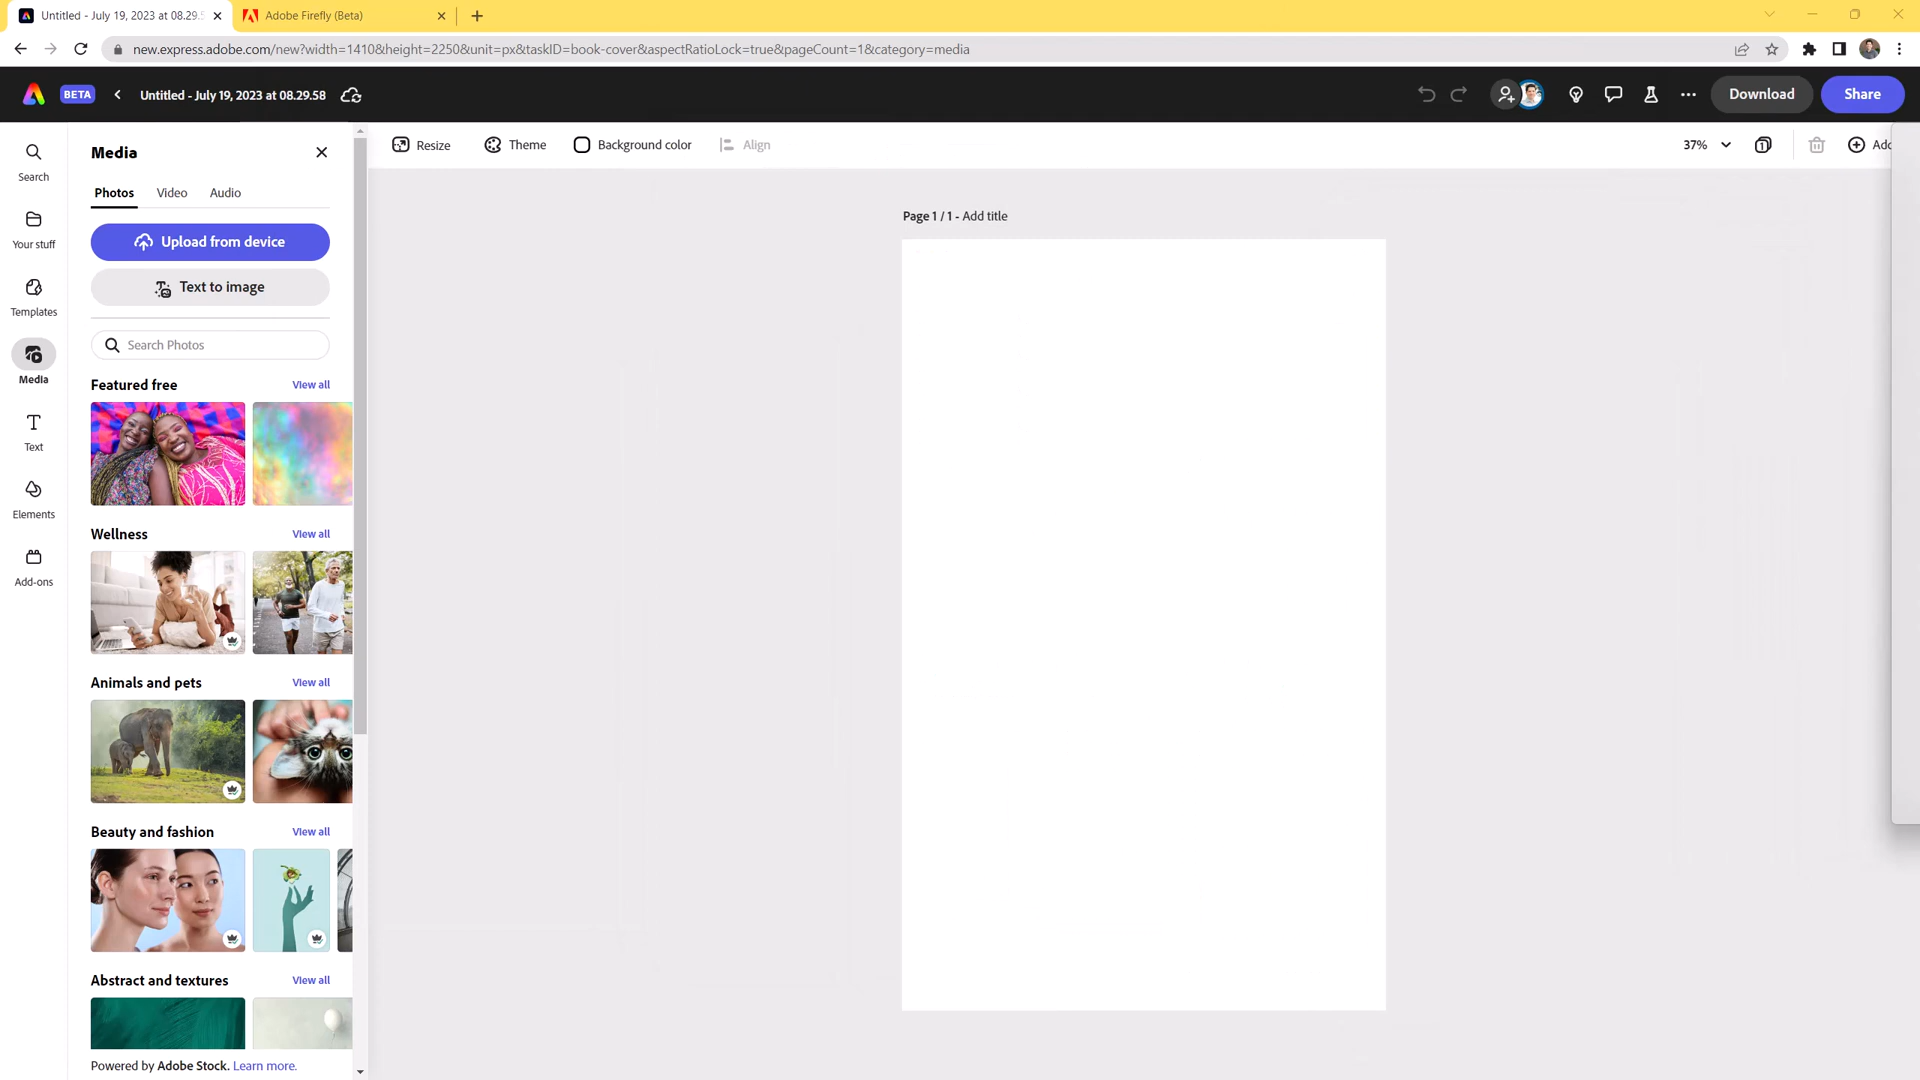 Untitled - July 19, 2023 at 08.29.5
Adobe Firefly (Beta)
new.express.adobe.com/new?width=1410&height=2250&unit=px&taskID=book-cover&aspectRatioLock=true&pageCount=1&category=media
BETA
Untitled - July 19, 2023 at 08.29.58
Download
Share
Search
Your stuff
Templates
Media
Text
Elements
Add-ons
Media
Photos Video Audio
Upload from device
Text to image
Search Photos
Featured free View all
Wellness View all
Animals and pets View all
Beauty and fashion View all
Abstract and textures View all
Powered by Adobe Stock. Learn more.
Resize Theme Background color Align
37%
1
Add
Page 1 / 1 - Add title